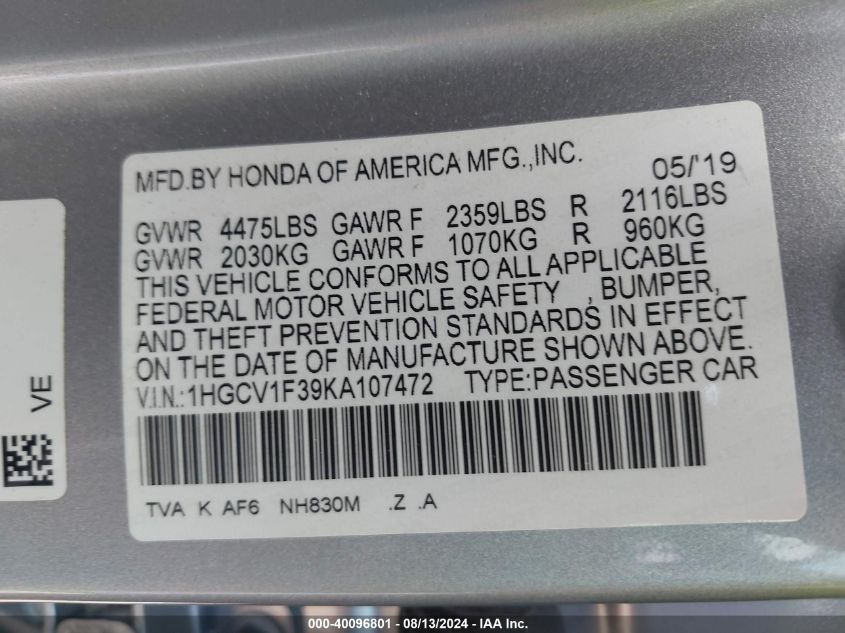 MFD.BY HONDA OF AMERICA MFG.,INC. 05/'19
GVWR 4475LBS GAWR F 2359LBS R 2116LBS
GVWR 2030KG GAWR F 1070KG R 960KG
THIS VEHICLE CONFORMS TO ALL APPLICABLE
FEDERAL MOTOR VEHICLE SAFETY , BUMPER,
AND THEFT PREVENTION STANDARDS IN EFFECT
ON THE DATE OF MANUFACTURE SHOWN ABOVE.
V.I.N.:1HGCV1F39KA107472 TYPE:PASSENGER CAR
TVA K AF6 NH830M .Z .A
VE
000-40096801 - 08/13/2024 - IAA Inc.